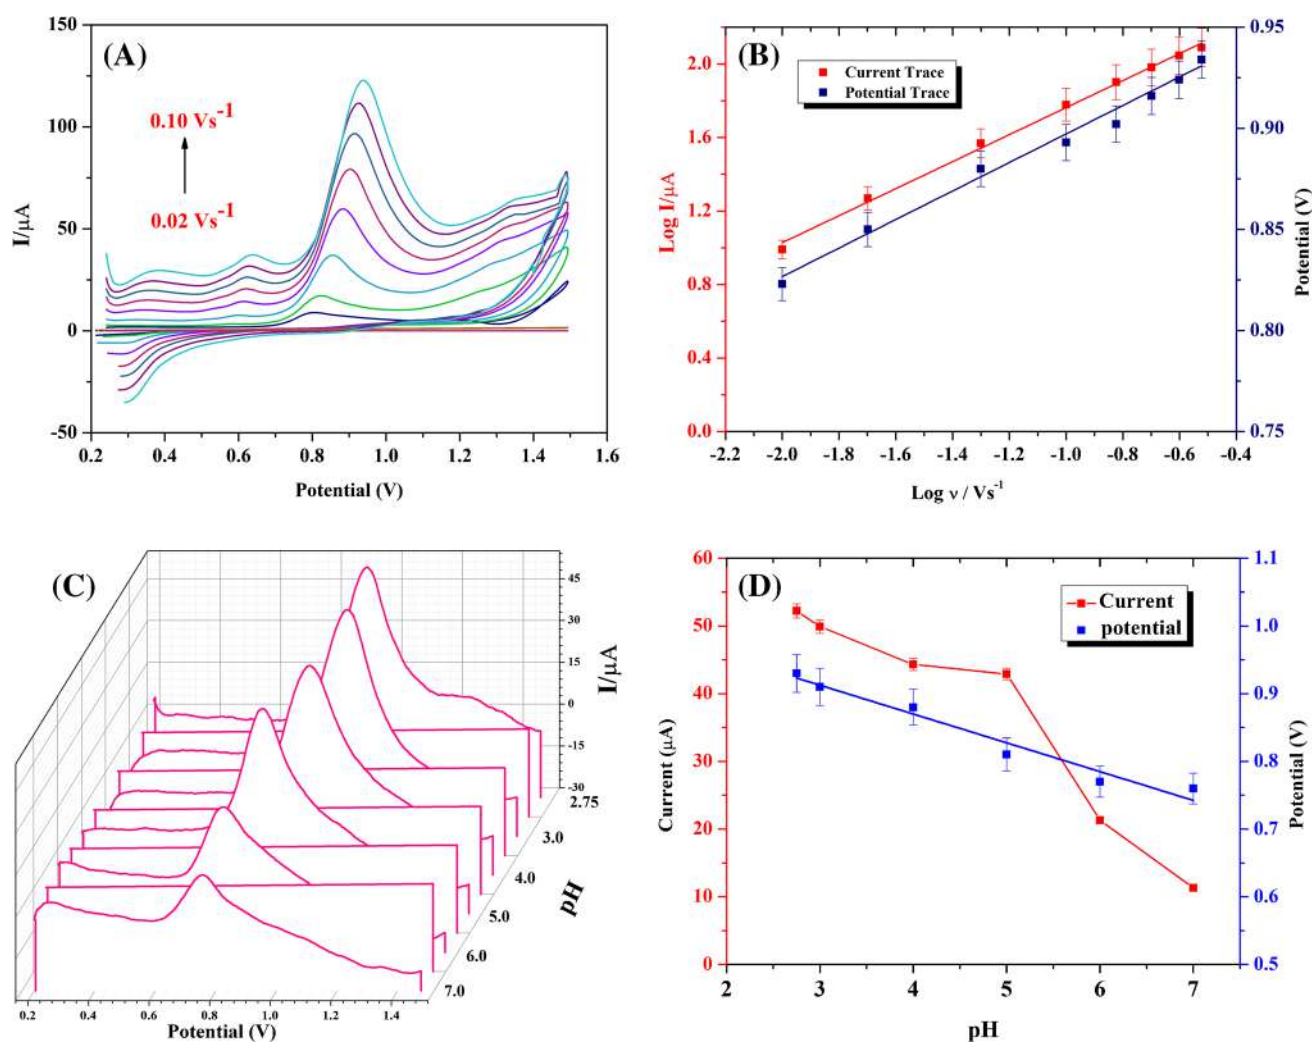 (A)
150
100
50
0
-50
I/μA
0.10 Vs-1
0.02 Vs-1
0.2 0.4 0.6 0.8 1.0 1.2 1.4 1.6
Potential (V)
(B)
Current Trace
Potential Trace
2.0
1.6
1.2
0.8
0.4
0.0
Log I/μA
0.95
0.90
0.85
0.80
0.75
Potential (V)
-2.2 -2.0 -1.8 -1.6 -1.4 -1.2 -1.0 -0.8 -0.6 -0.4
Log ν / Vs-1
(C)
45
30
15
0
-15
-30
I/μA
2.75
3.0
4.0
5.0
6.0
7.0
pH
0.2 0.4 0.6 0.8 1.0 1.2 1.4
Potential (V)
(D)
Current
potential
60
50
40
30
20
10
0
Current (μA)
1.1
1.0
0.9
0.8
0.7
0.6
0.5
Potential (V)
2 3 4 5 6 7
pH